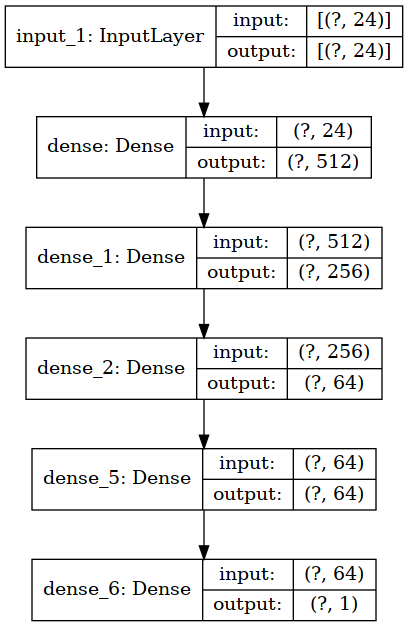 input_1: InputLayer input: [(?, 24)]
output: [(?, 24)]
dense: Dense input: (?, 24)
output: (?, 512)
dense_1: Dense input: (?, 512)
output: (?, 256)
dense_2: Dense input: (?, 256)
output: (?, 64)
dense_5: Dense input: (?, 64)
output: (?, 64)
dense_6: Dense input: (?, 64)
output: (?, 1)